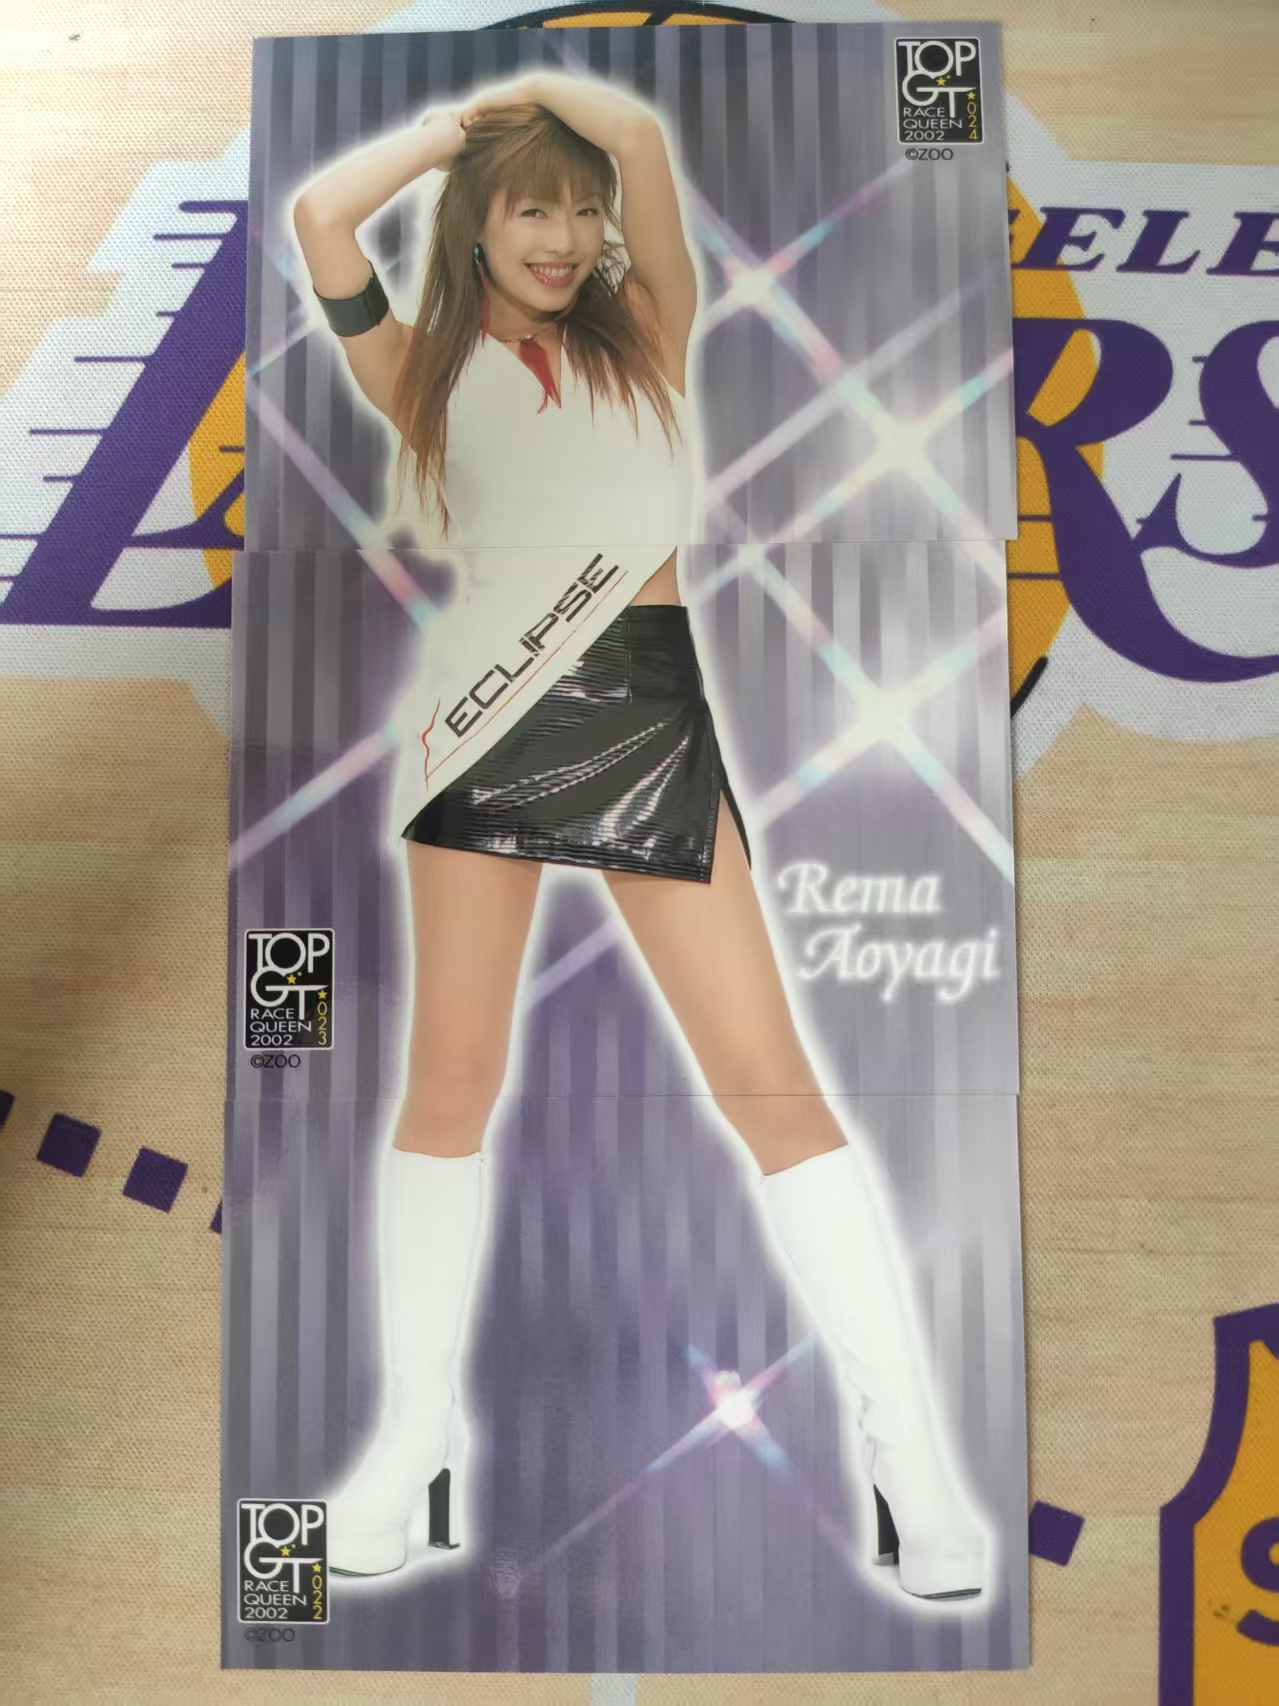 TOP
GT
RACE
QUEEN
2002
★024
©ZOO
ECLIPSE
Rema
Aoyagi
TOP
GT
RACE
QUEEN
2002
★023
©ZOO
TOP
GT
RACE
QUEEN
2002
★022
©ZOO